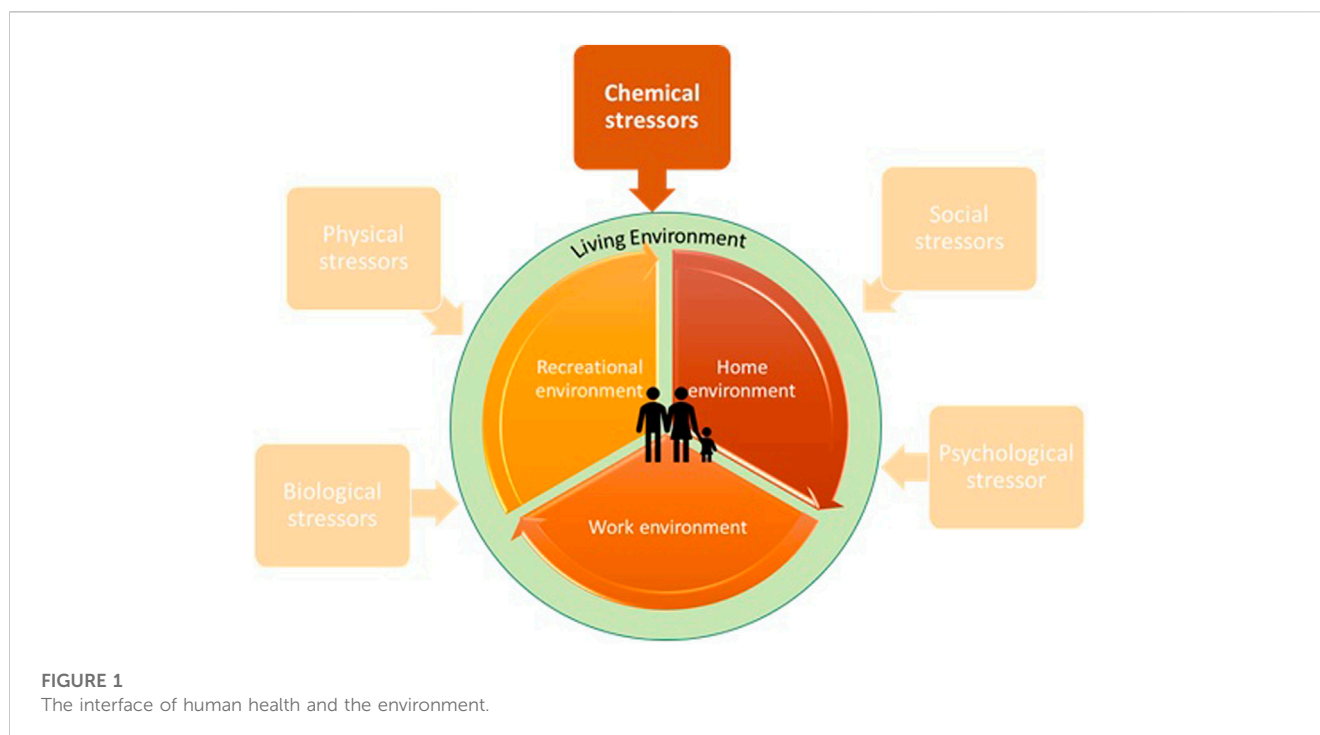 Chemical
stressors
Physical
stressors
Social
stressors
Living Environment
Recreational
environment
Home
environment
Biological
stressors
Psychological
stressor
Work environment
FIGURE 1
The interface of human health and the environment.